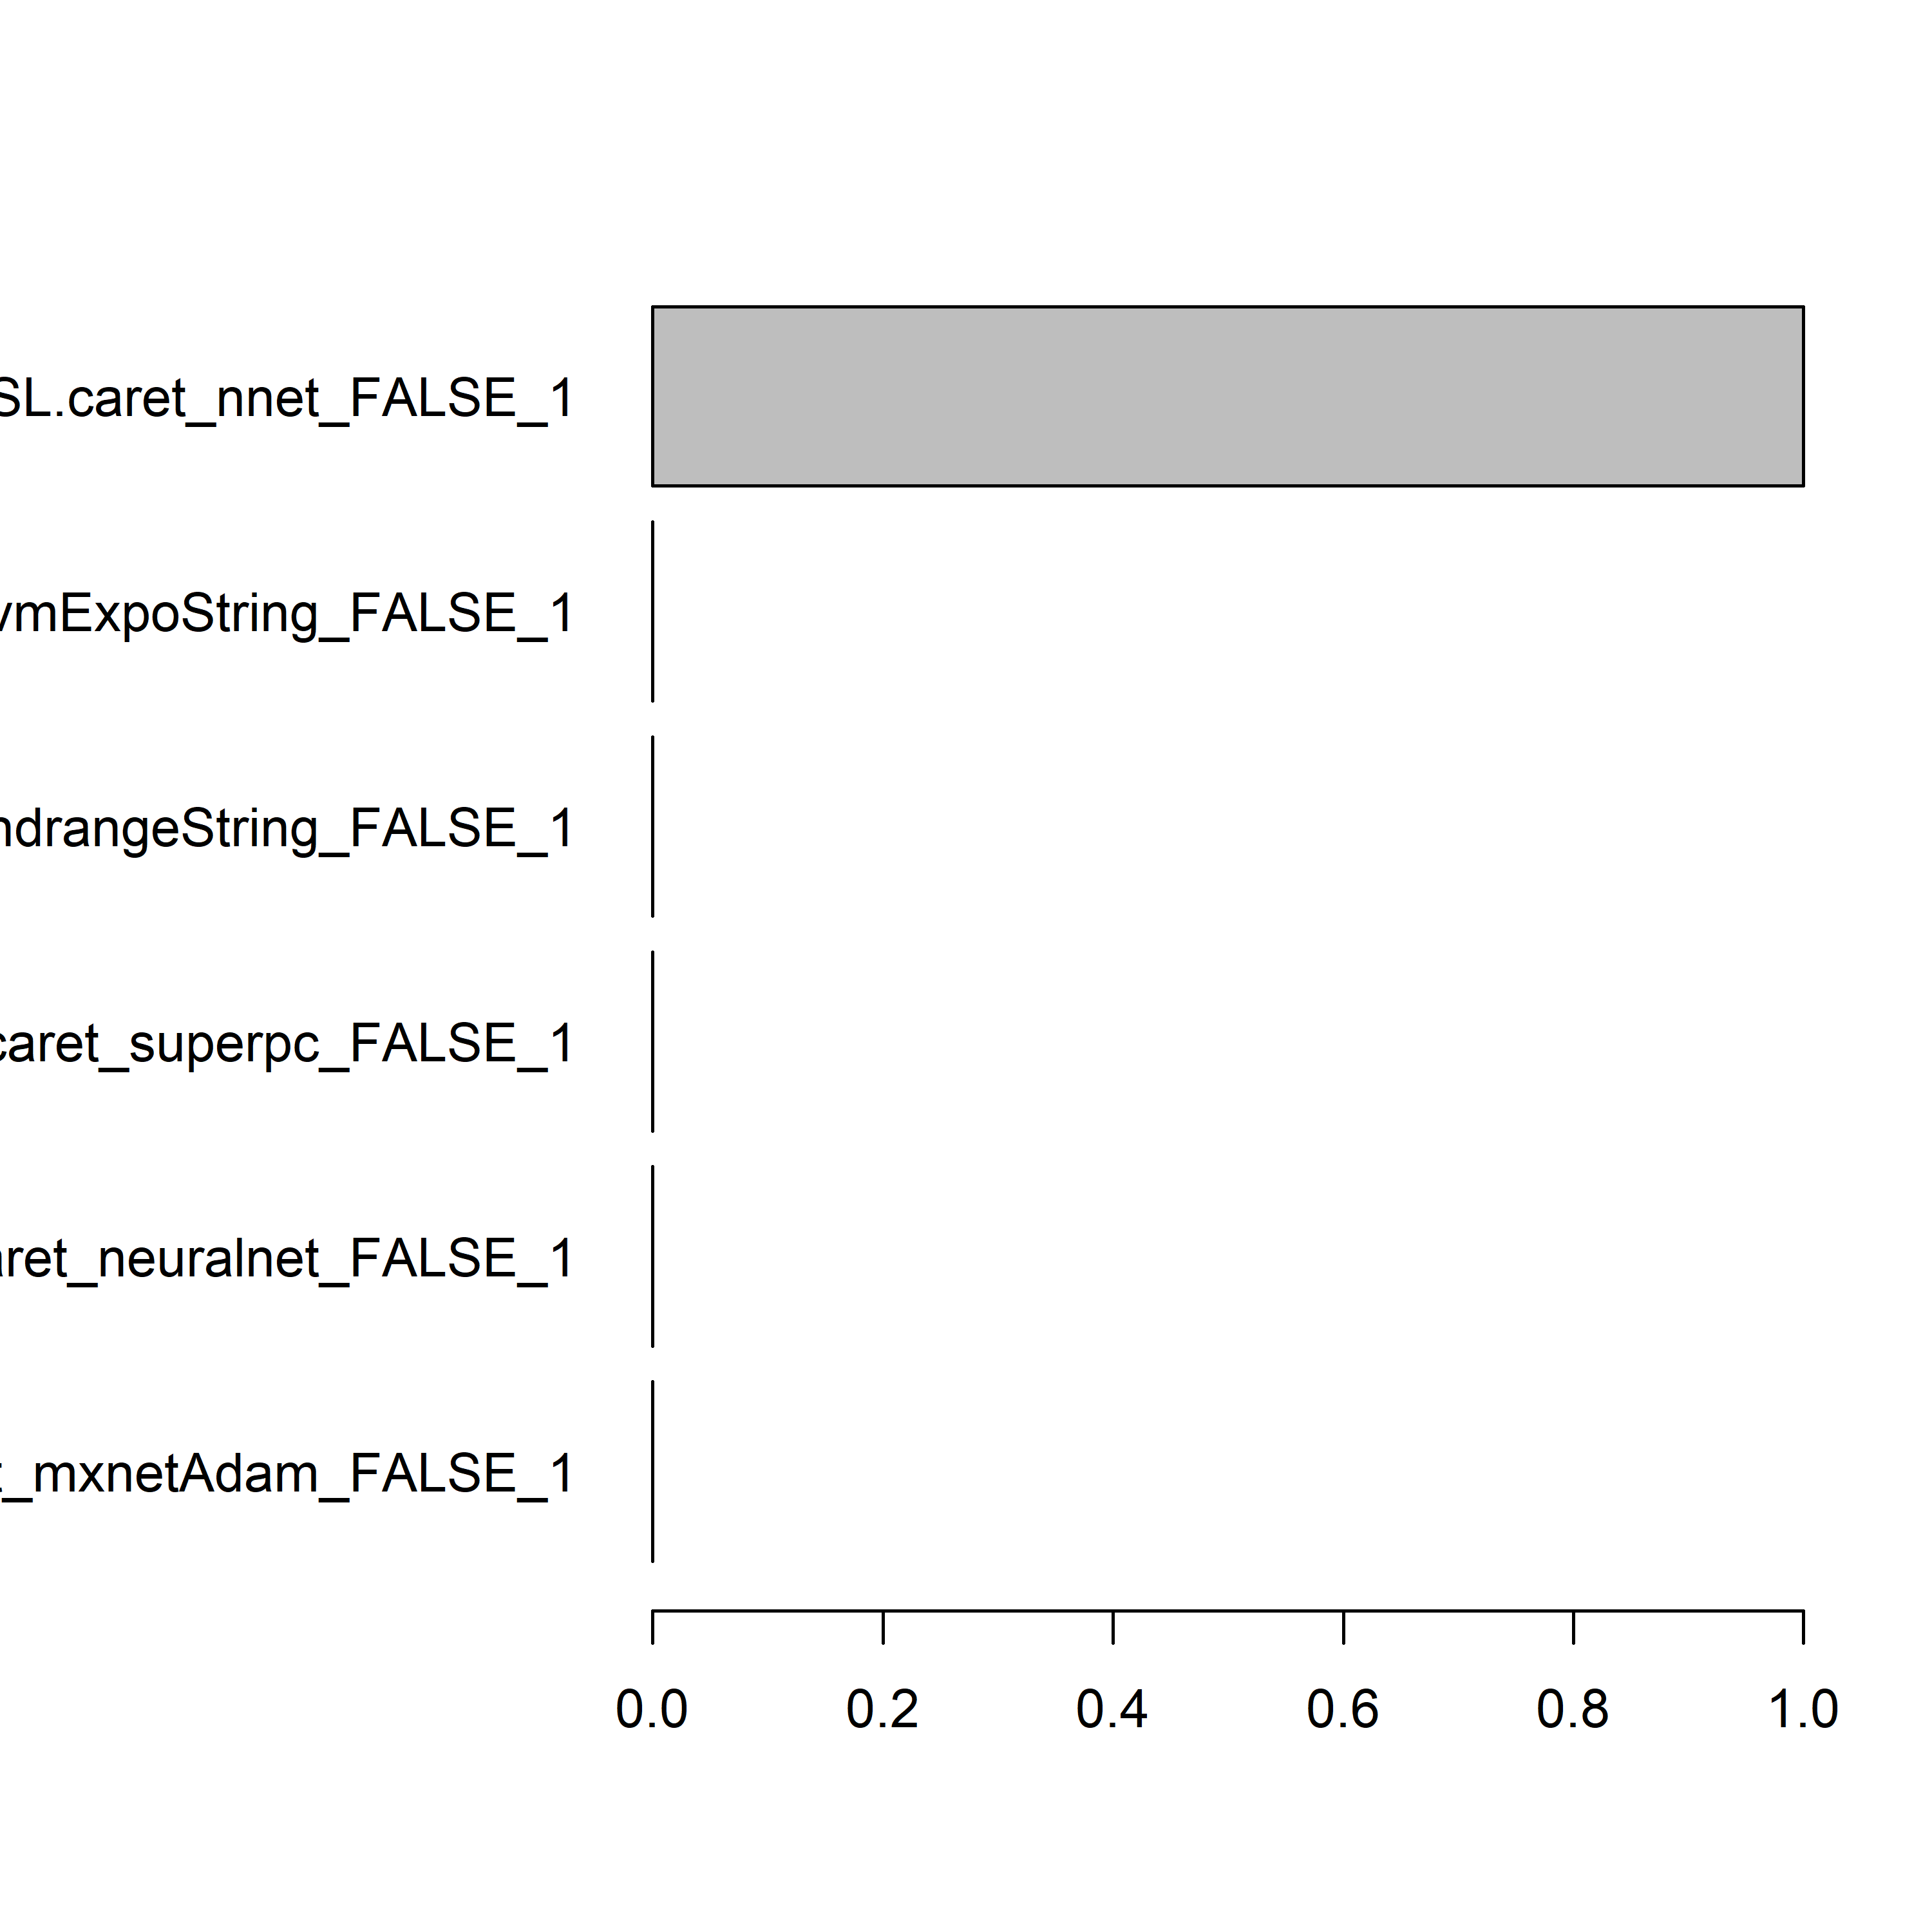 SL.caret_nnet_FALSE_1
vmExpoString_FALSE_1
ndrangeString_FALSE_1
caret_superpc_FALSE_1
aret_neuralnet_FALSE_1
t_mxnetAdam_FALSE_1
0.0 0.2 0.4 0.6 0.8 1.0